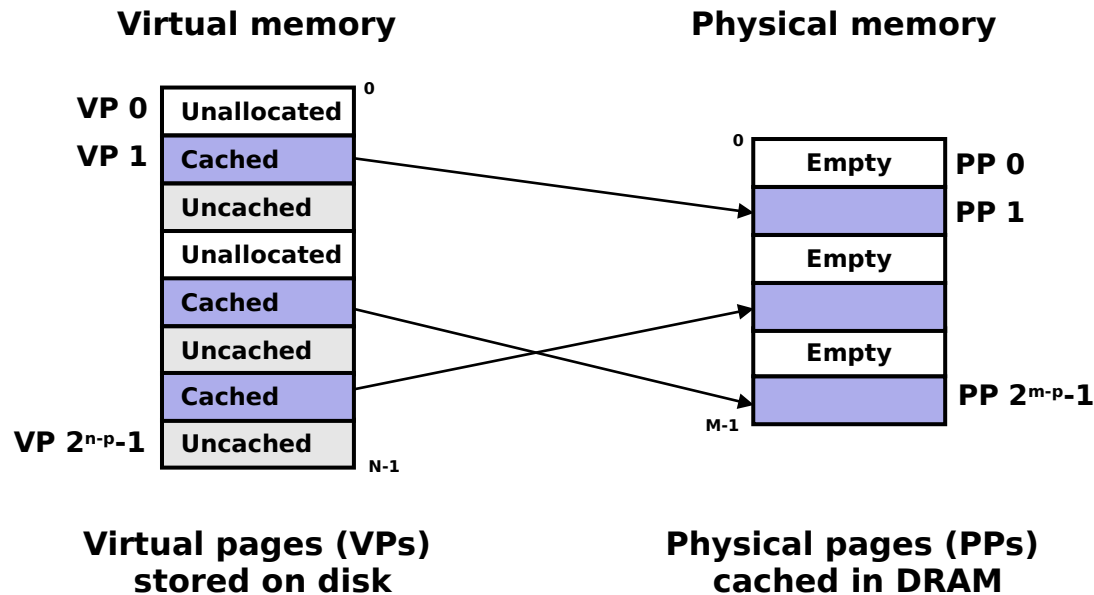 Virtual memory
Physical memory
0
VP 0
Unallocated
VP 1
Cached
Uncached
Unallocated
Cached
Uncached
Cached
VP 2ⁿ⁻ᵖ-1
Uncached
N-1
0
Empty
PP 0
PP 1
Empty
Empty
PP 2ᵐ⁻ᵖ-1
M-1
Virtual pages (VPs)
stored on disk
Physical pages (PPs)
cached in DRAM